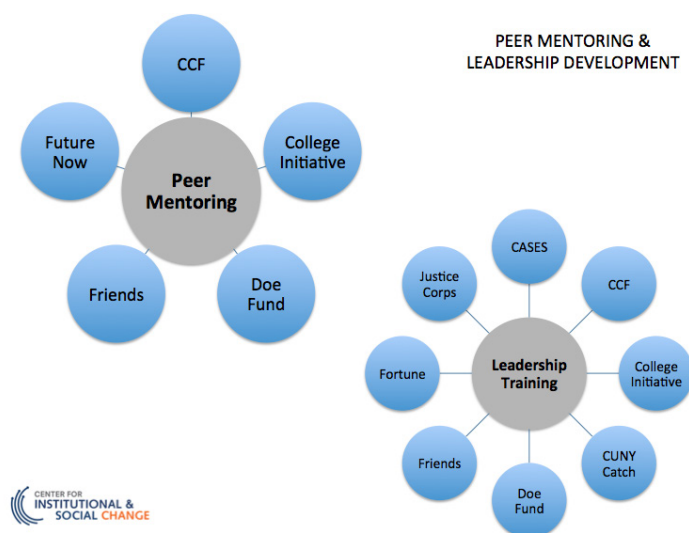 PEER MENTORING &
LEADERSHIP DEVELOPMENT
CCF
College
Initiative
Doe
Fund
Friends
Future
Now
Peer
Mentoring
CASES
CCF
College
Initiative
CUNY
Catch
Doe
Fund
Friends
Fortune
Justice
Corps
Leadership
Training
CENTER FOR
INSTITUTIONAL &
SOCIAL CHANGE